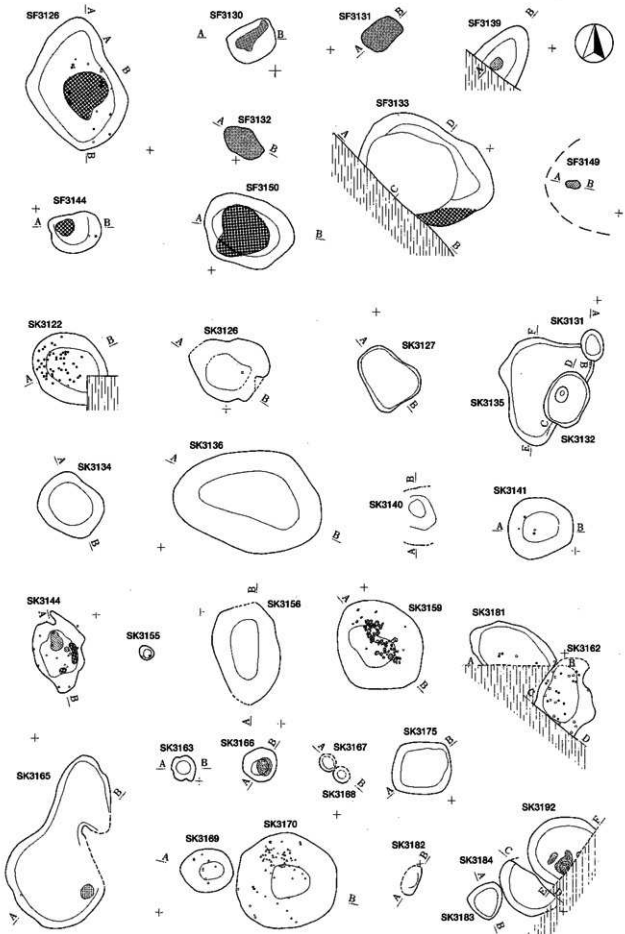 SF3126 SF3130 SF3131 SF3139
A
A B A B A B A B
SF3132 SF3133
A B A D C B
SF3149
A B
B
SF3144 SF3150
A B A B
SK3122 SK3126 SK3127 SK3131
A B A B A B A B
SK3135 F D C E
SK3132
SK3134 SK3136
A B A B
SK3140 SK3141
B A A B
SK3144 SK3155 SK3156 SK3159 SK3181
A B B A A B A B
SK3162
C D
SK3165 SK3163 SK3166 SK3167 SK3175
A B A B A B A B A B
SK3188
SK3169 SK3170 SK3182 SK3184 SK3192
A B A B C E F
SK3183
A B